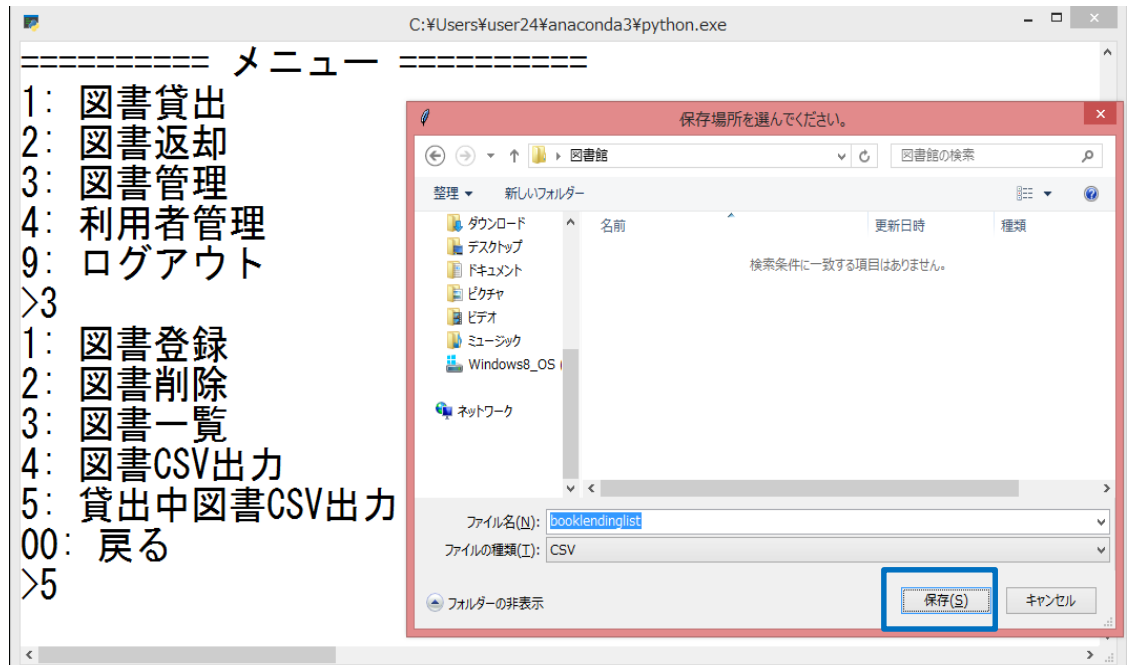 C:¥Users¥user24¥anaconda3¥python.exe
========== メニュー ==========
1: 図書貸出
2: 図書返却
3: 図書管理
4: 利用者管理
9: ログアウト
>3
1: 図書登録
2: 図書削除
3: 図書一覧
4: 図書CSV出力
5: 貸出中図書CSV出力
00: 戻る
>5
保存場所を選んでください。
図書館
図書館の検索
整理
新しいフォルダー
ダウンロード
デスクトップ
ドキュメント
ピクチャ
ビデオ
ミュージック
Windows8_OS (
ネットワーク
名前 更新日時 種類
検索条件に一致する項目はありません。
ファイル名(N): booklendinglist
ファイルの種類(T): CSV
フォルダーの非表示
保存(S) キャンセル